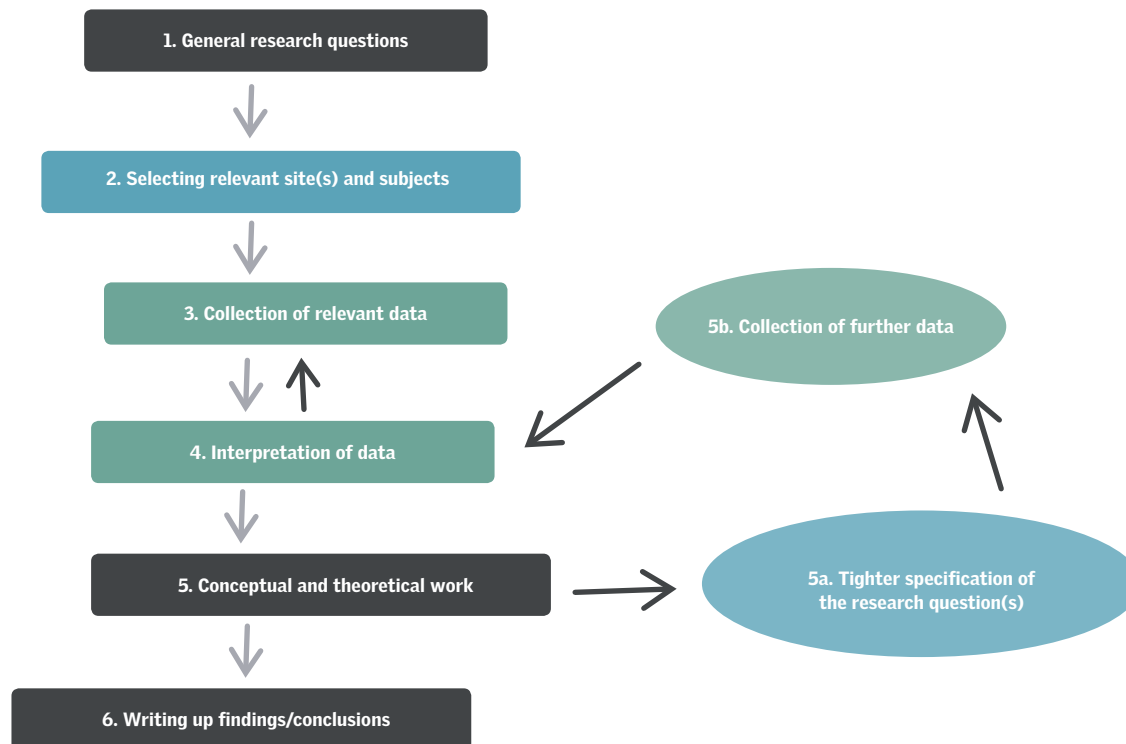 1. General research questions
2. Selecting relevant site(s) and subjects
3. Collection of relevant data
5b. Collection of further data
4. Interpretation of data
5. Conceptual and theoretical work
5a. Tighter specification of
the research question(s)
6. Writing up findings/conclusions